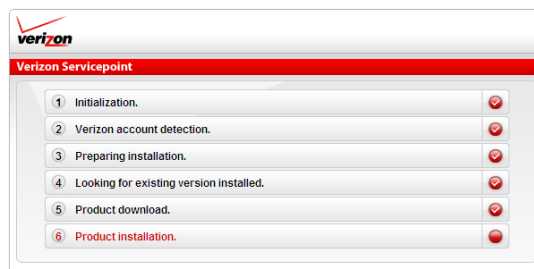 verizon
Verizon Servicepoint
1 Initialization.
2 Verizon account detection.
3 Preparing installation.
4 Looking for existing version installed.
5 Product download.
6 Product installation.